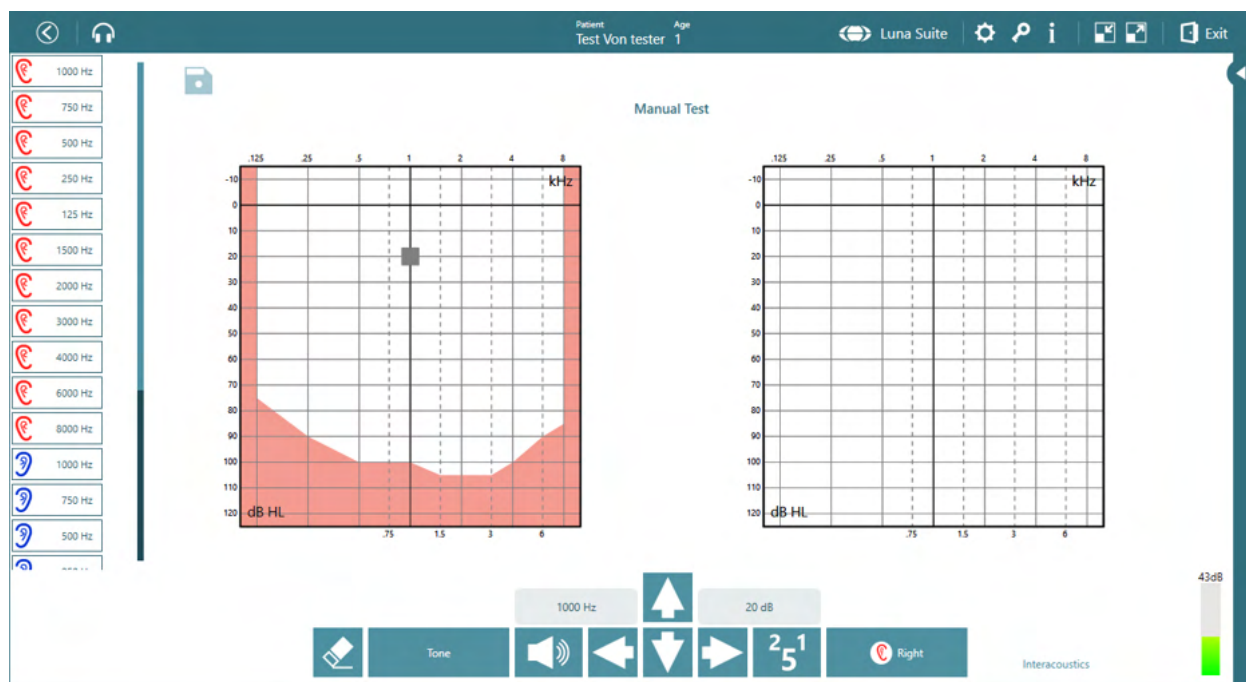 Patient Age
Test Von tester 1
Luna Suite
i
Exit
1000 Hz
750 Hz
500 Hz
250 Hz
125 Hz
1500 Hz
2000 Hz
3000 Hz
4000 Hz
6000 Hz
8000 Hz
1000 Hz
750 Hz
500 Hz
Manual Test
.125 .25 .5 1 2 4 8
kHz
-10
0
10
20
30
40
50
60
70
80
90
100
110
120
dB HL
.75 1.5 3 6
.125 .25 .5 1 2 4 8
kHz
-10
0
10
20
30
40
50
60
70
80
90
100
110
120
dB HL
.75 1.5 3 6
43dB
1000 Hz
20 dB
Tone
2 5 1
Right
Interacoustics